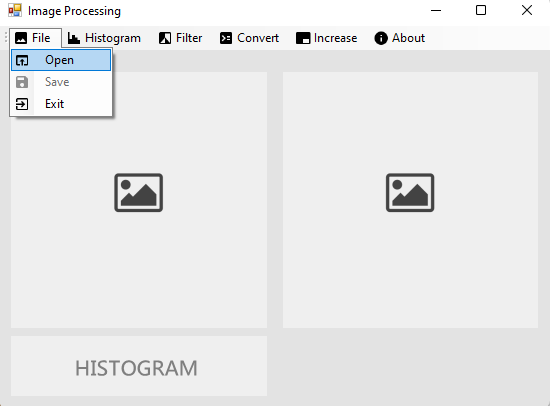 Image Processing
File Histogram Filter Convert Increase About
Open
Save
Exit
HISTOGRAM